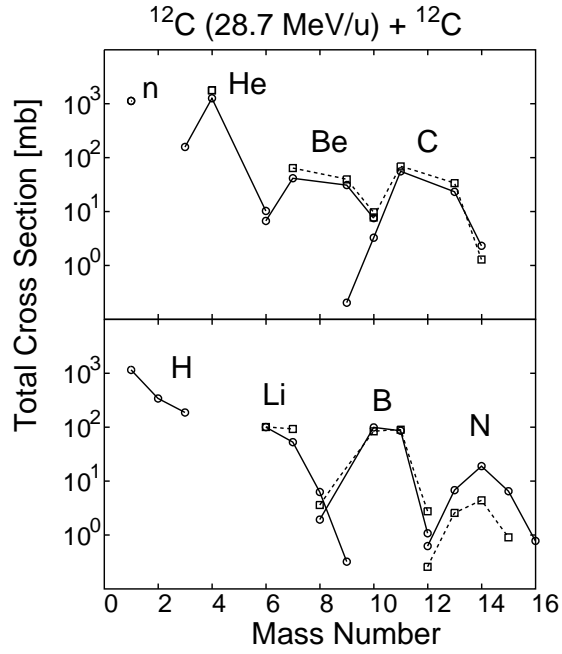 ¹²C (28.7 MeV/u) + ¹²C
Total Cross Section [mb]
10³
10²
10¹
10⁰
n
He
Be
C
10³
10²
10¹
10⁰
H
Li
B
N
0 2 4 6 8 10 12 14 16
Mass Number